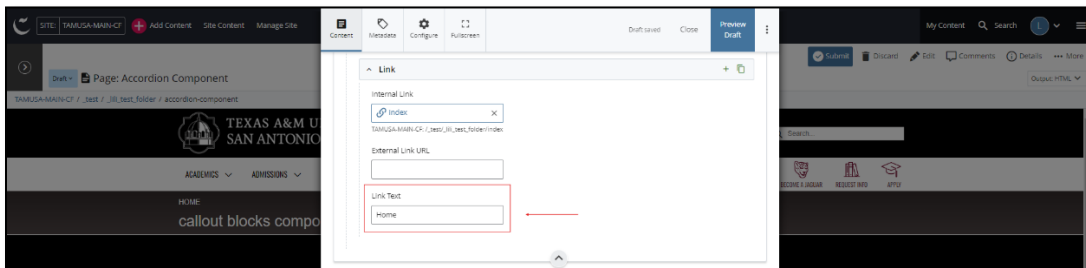 SITE: TAMUSA-MAIN-CF Add Content Site Content Manage Site
Content Metadata Configure Fullscreen
Draft saved Close Preview Draft
My Content Search L
Submit Discard Edit Comments Details More
Draft Page: Accordion Component
Output: HTML
TAMUSA-MAIN-CF / _test / _lili_test_folder / accordion-component
Link
Internal Link
Index
TAMUSA-MAIN-CF: /_test/_lili_test_folder/index
External Link URL
Link Text
Home
TEXAS A&M U
SAN ANTONIO
Search...
ACADEMICS ADMISSIONS
BECOME A JAGUAR REQUEST INFO APPLY
HOME
callout blocks compo